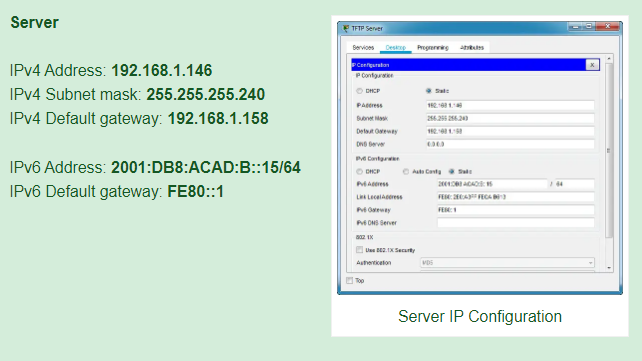 Server
IPv4 Address: 192.168.1.146
IPv4 Subnet mask: 255.255.255.240
IPv4 Default gateway: 192.168.1.158
IPv6 Address: 2001:DB8:ACAD:B::15/64
IPv6 Default gateway: FE80::1
TFTP Server
Services Desktop Programming Attributes
IP Configuration X
IP Configuration
DHCP Static
IP Address 192.168.1.146
Subnet Mask 255.255.255.240
Default Gateway 192.168.1.158
DNS Server 0.0.0.0
IPv6 Configuration
DHCP Auto Config Static
IPv6 Address 2001:DB8:ACAD:B::15 / 64
Link Local Address
IPv6 Gateway FE80::1
IPv6 DNS Server
802.1X
Use 802.1X Security
Authentication MD5
Top
Server IP Configuration